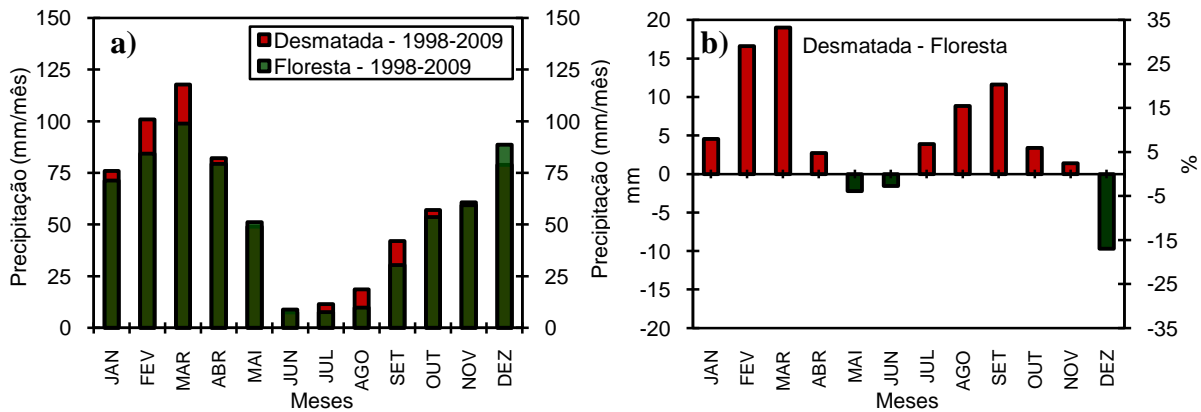 a)
Desmatada - 1998-2009
Floresta - 1998-2009
Precipitação (mm/mês)
150
125
100
75
50
25
0
150
125
100
75
50
25
0
Precipitação (mm/mês)
JAN FEV MAR ABR MAI JUN JUL AGO SET OUT NOV DEZ
Meses
b)
Desmatada - Floresta
mm
20
15
10
5
0
-5
-10
-15
-20
35
25
15
5
-5
-15
-25
-35
%
JAN FEV MAR ABR MAI JUN JUL AGO SET OUT NOV DEZ
Meses